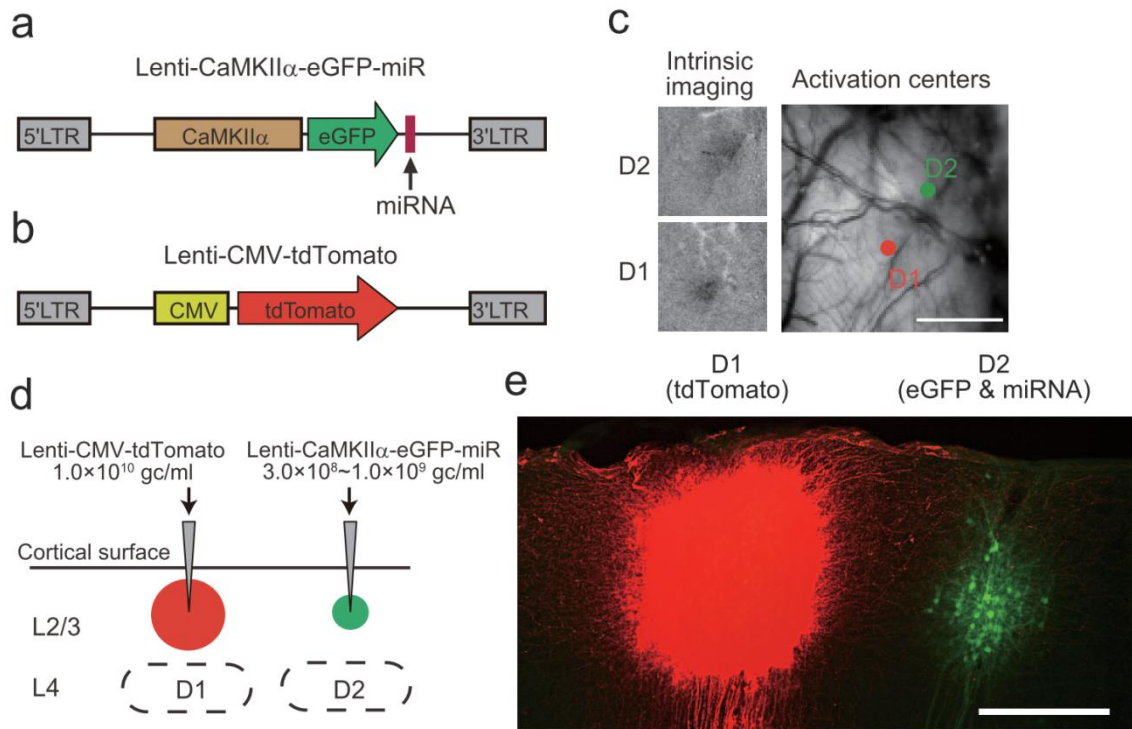 a
Lenti-CaMKIIα-eGFP-miR
5'LTR
CaMKIIα
eGFP
3'LTR
miRNA
b
Lenti-CMV-tdTomato
5'LTR
CMV
tdTomato
3'LTR
c
Intrinsic
imaging
Activation centers
D2
D1
D2
D1
d
Lenti-CMV-tdTomato
1.0×10¹⁰ gc/ml
Lenti-CaMKIIα-eGFP-miR
3.0×10⁸~1.0×10⁹ gc/ml
Cortical surface
L2/3
L4
D1
D2
e
D1
(tdTomato)
D2
(eGFP & miRNA)